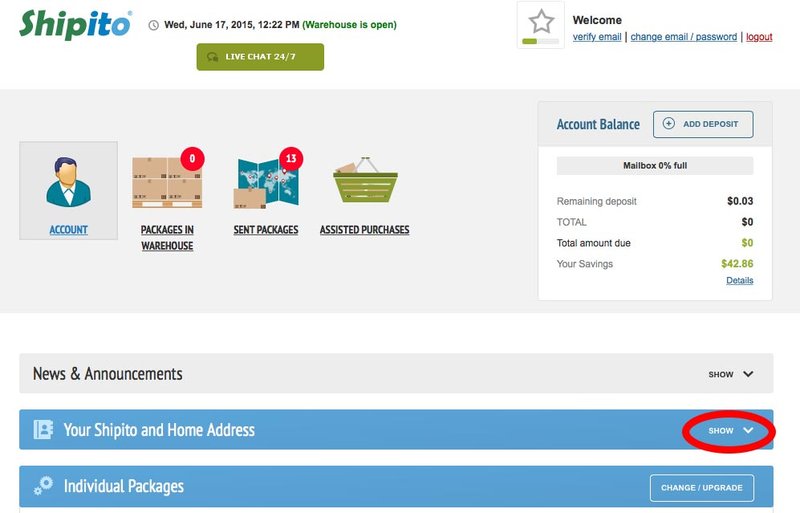 Shipito®
Wed, June 17, 2015, 12:22 PM (Warehouse is open)
LIVE CHAT 24/7
Welcome
verify email | change email / password | logout
0
13
ACCOUNT
PACKAGES IN
WAREHOUSE
SENT PACKAGES
ASSISTED PURCHASES
Account Balance
ADD DEPOSIT
Mailbox 0% full
Remaining deposit $0.03
TOTAL $0
Total amount due $0
Your Savings $42.86
Details
News & Announcements SHOW
Your Shipito and Home Address SHOW
Individual Packages CHANGE / UPGRADE